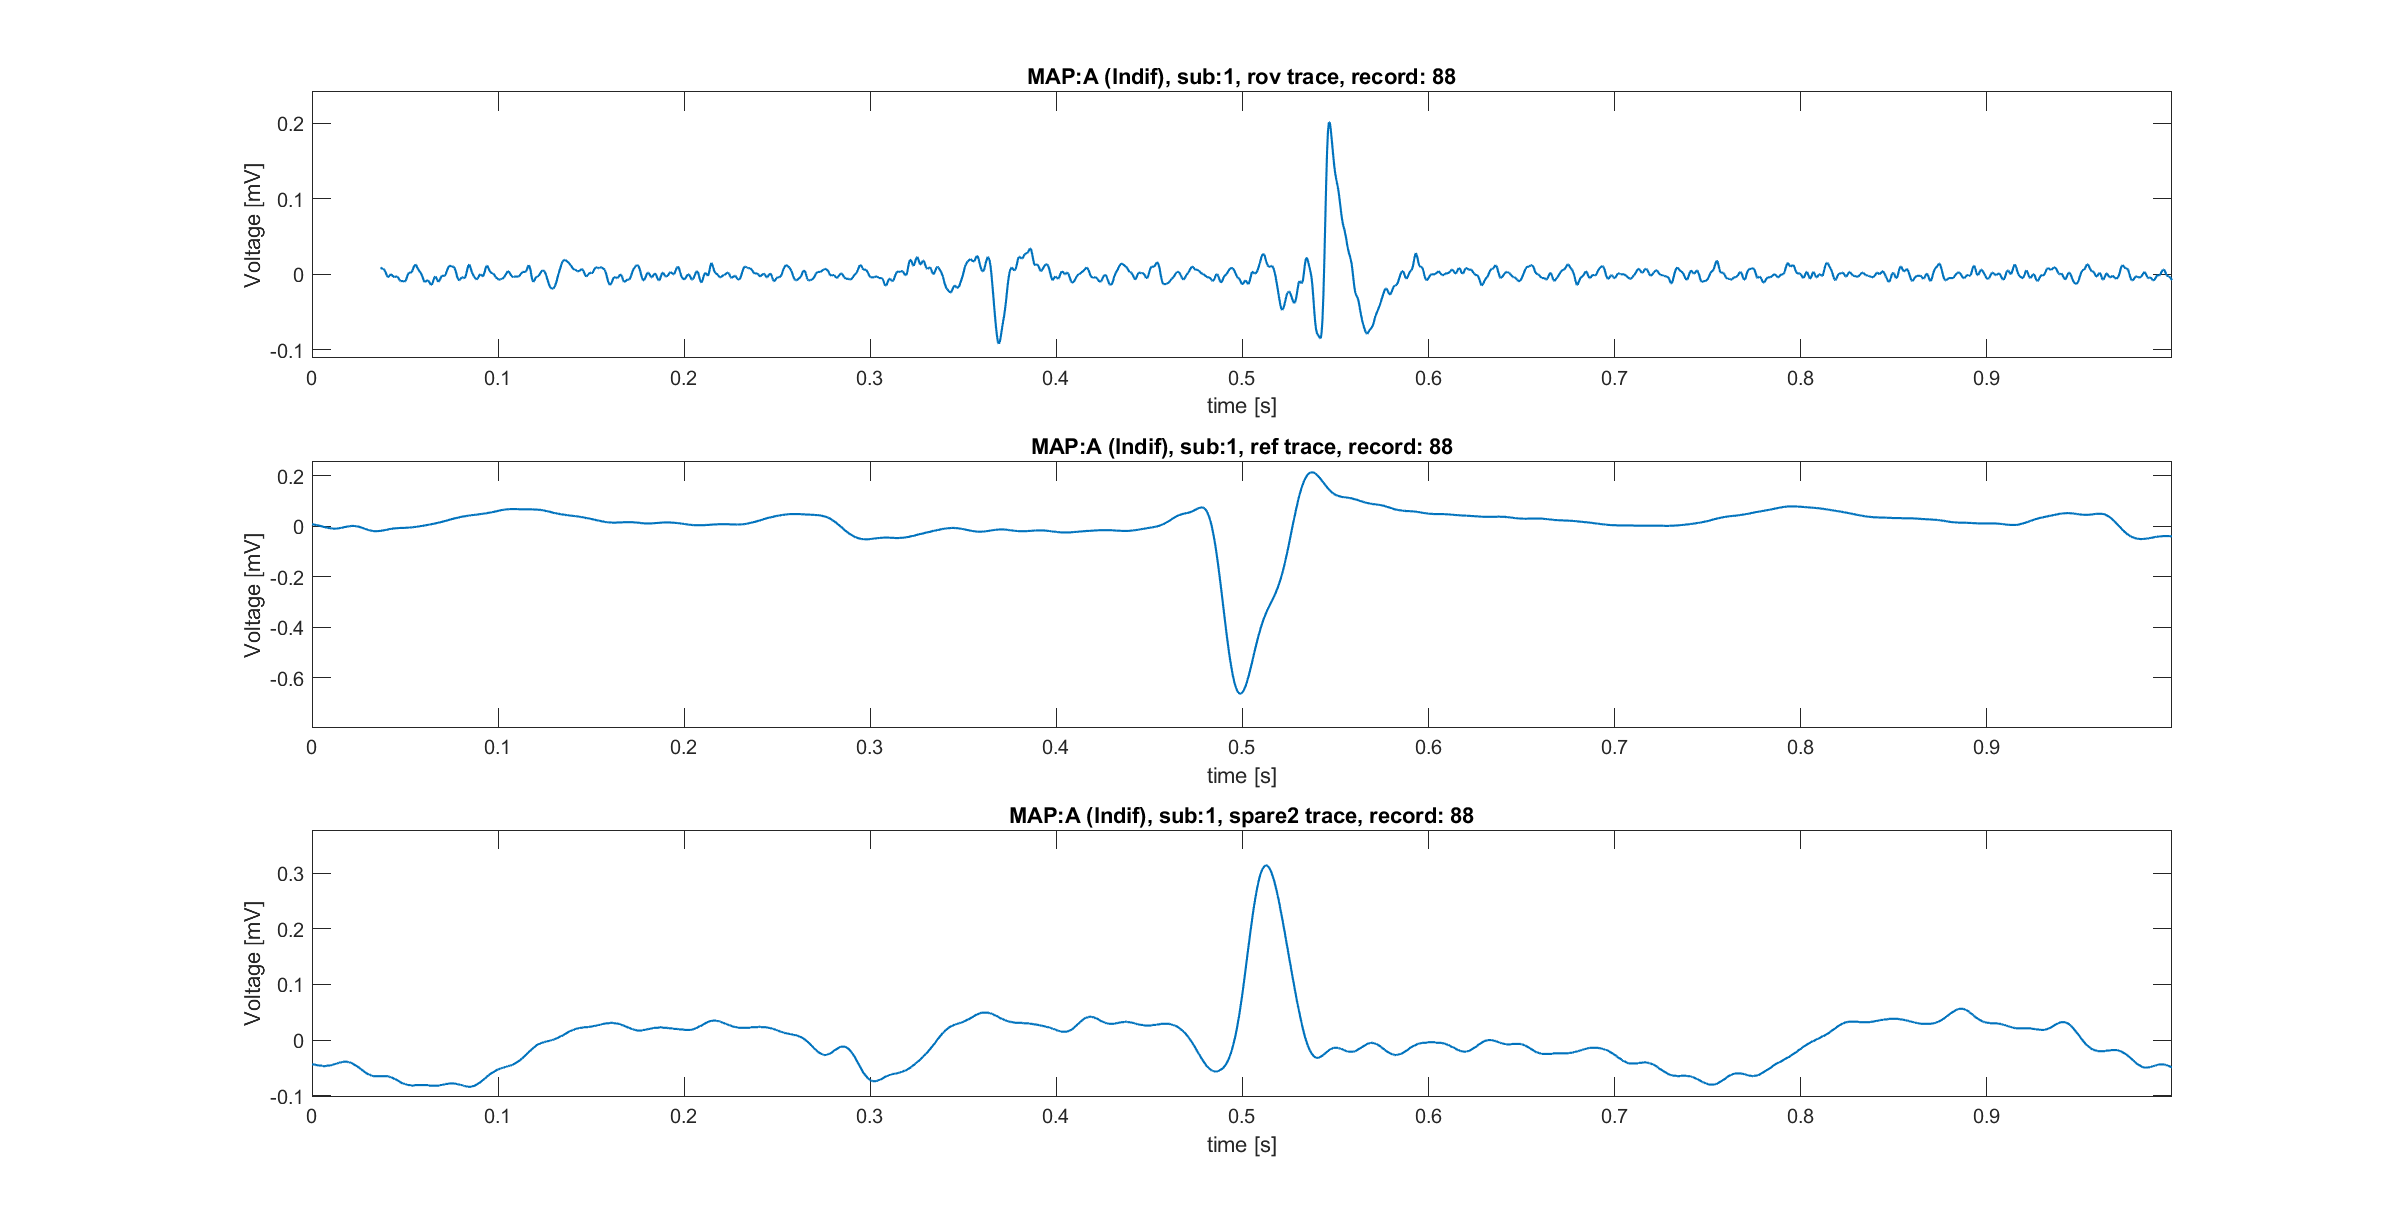 MAP:A (Indif), sub:1, rov trace, record: 88
Voltage [mV]
0.2
0.1
0
-0.1
0 0.1 0.2 0.3 0.4 0.5 0.6 0.7 0.8 0.9
time [s]
MAP:A (Indif), sub:1, ref trace, record: 88
Voltage [mV]
0.2
0
-0.2
-0.4
-0.6
0 0.1 0.2 0.3 0.4 0.5 0.6 0.7 0.8 0.9
time [s]
MAP:A (Indif), sub:1, spare2 trace, record: 88
Voltage [mV]
0.3
0.2
0.1
0
-0.1
0 0.1 0.2 0.3 0.4 0.5 0.6 0.7 0.8 0.9
time [s]